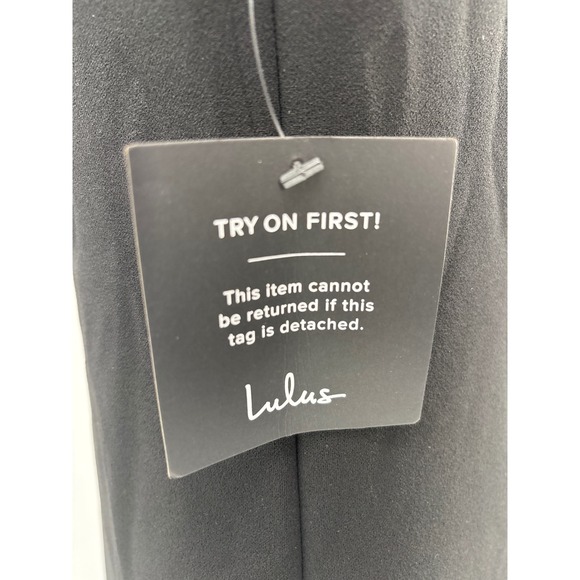 TRY ON FIRST!
This item cannot
be returned if this
tag is detached.
Lulus